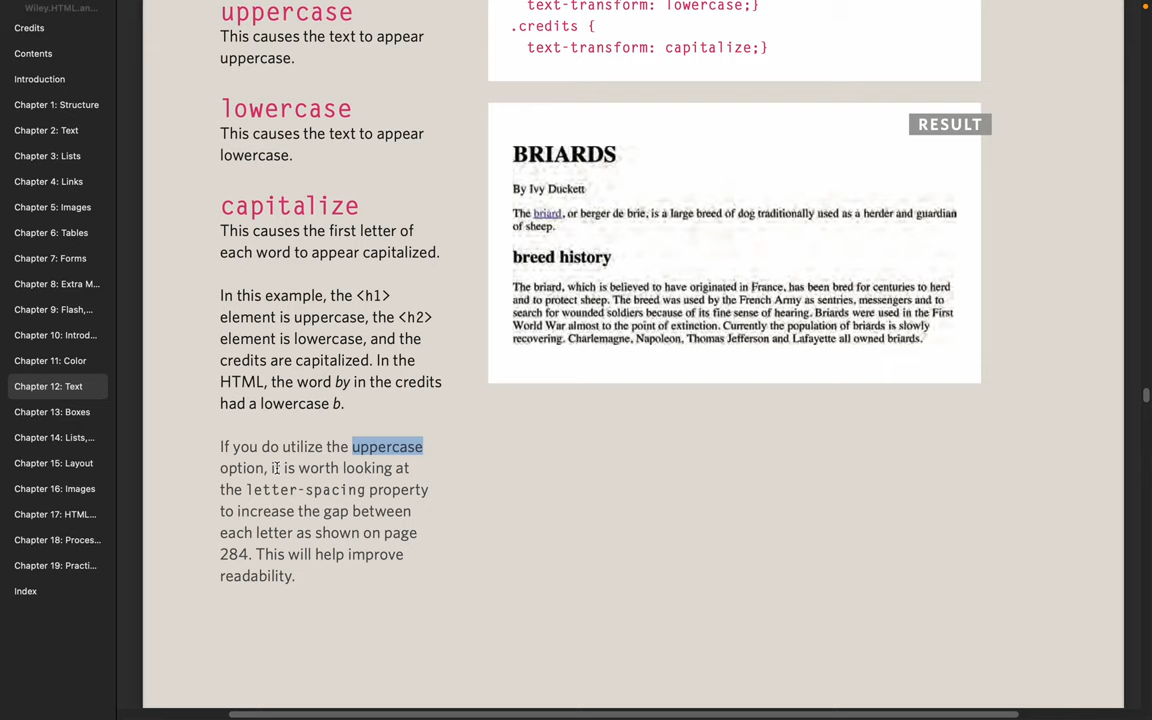 Wiley.HTML.an...
Credits
Contents
Introduction
Chapter 1: Structure
Chapter 2: Text
Chapter 3: Lists
Chapter 4: Links
Chapter 5: Images
Chapter 6: Tables
Chapter 7: Forms
Chapter 8: Extra M...
Chapter 9: Flash,...
Chapter 10: Introd...
Chapter 11: Color
Chapter 12: Text
Chapter 13: Boxes
Chapter 14: Lists,...
Chapter 15: Layout
Chapter 16: Images
Chapter 17: HTML...
Chapter 18: Proces...
Chapter 19: Practi...
Index
uppercase
This causes the text to appear
uppercase.
lowercase
This causes the text to appear
lowercase.
capitalize
This causes the first letter of
each word to appear capitalized.
In this example, the <h1>
element is uppercase, the <h2>
element is lowercase, and the
credits are capitalized. In the
HTML, the word by in the credits
had a lowercase b.
If you do utilize the uppercase
option, it is worth looking at
the letter-spacing property
to increase the gap between
each letter as shown on page
284. This will help improve
readability.
text-transform: lowercase;}
.credits {
text-transform: capitalize;}
RESULT
BRIARDS
By Ivy Duckett
The briard, or berger de brie, is a large breed of dog traditionally used as a herder and guardian
of sheep.
breed history
The briard, which is believed to have originated in France, has been bred for centuries to herd
and to protect sheep. The breed was used by the French Army as sentries, messengers and to
search for wounded soldiers because of its fine sense of hearing. Briards were used in the First
World War almost to the point of extinction. Currently the population of briards is slowly
recovering. Charlemagne, Napoleon, Thomas Jefferson and Lafayette all owned briards.